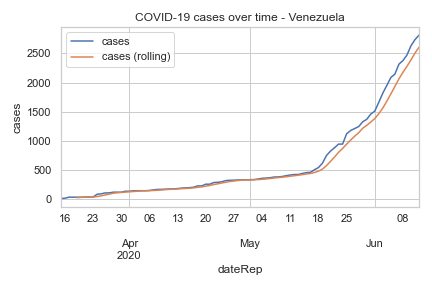 COVID-19 cases over time - Venezuela
cases
cases (rolling)
2500
2000
1500
1000
500
0
cases
16 23 30 06 13 20 27 04 11 18 25 01 08
Apr May Jun
2020
dateRep